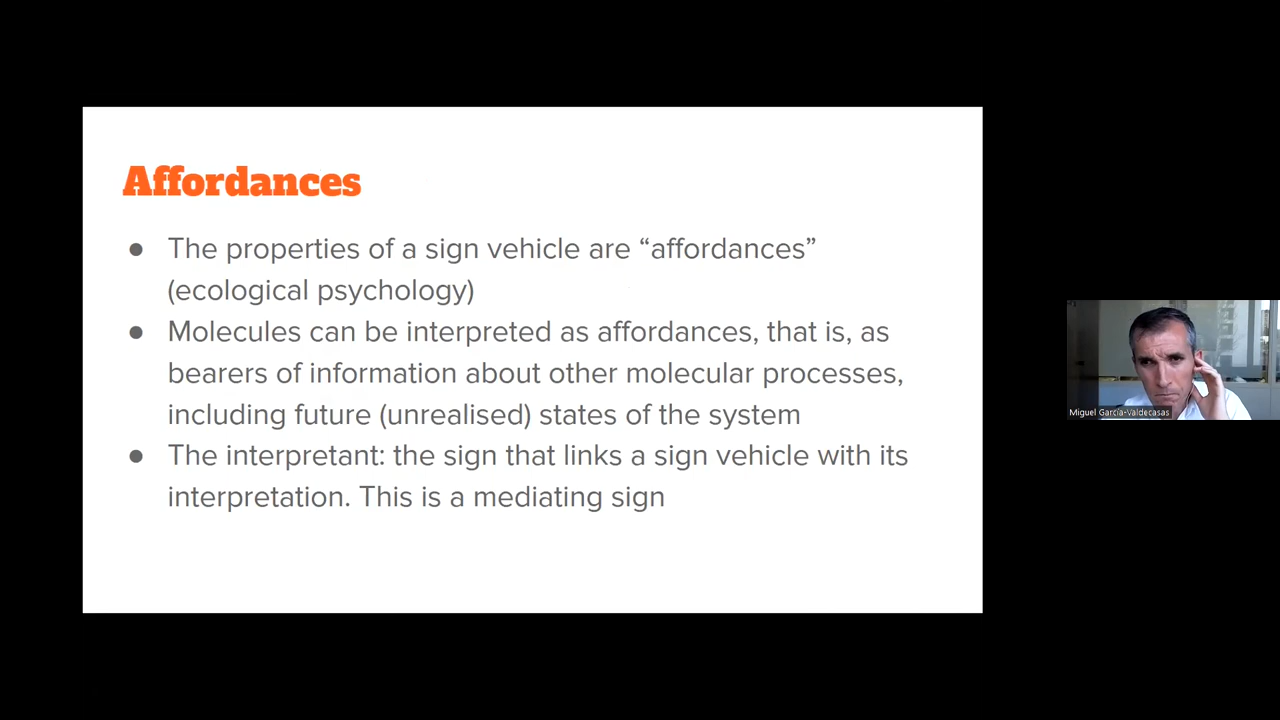 Affordances
● The properties of a sign vehicle are “affordances”
(ecological psychology)
● Molecules can be interpreted as affordances, that is, as
bearers of information about other molecular processes,
including future (unrealised) states of the system
● The interpretant: the sign that links a sign vehicle with its
interpretation. This is a mediating sign
Miguel García-Valdecasas